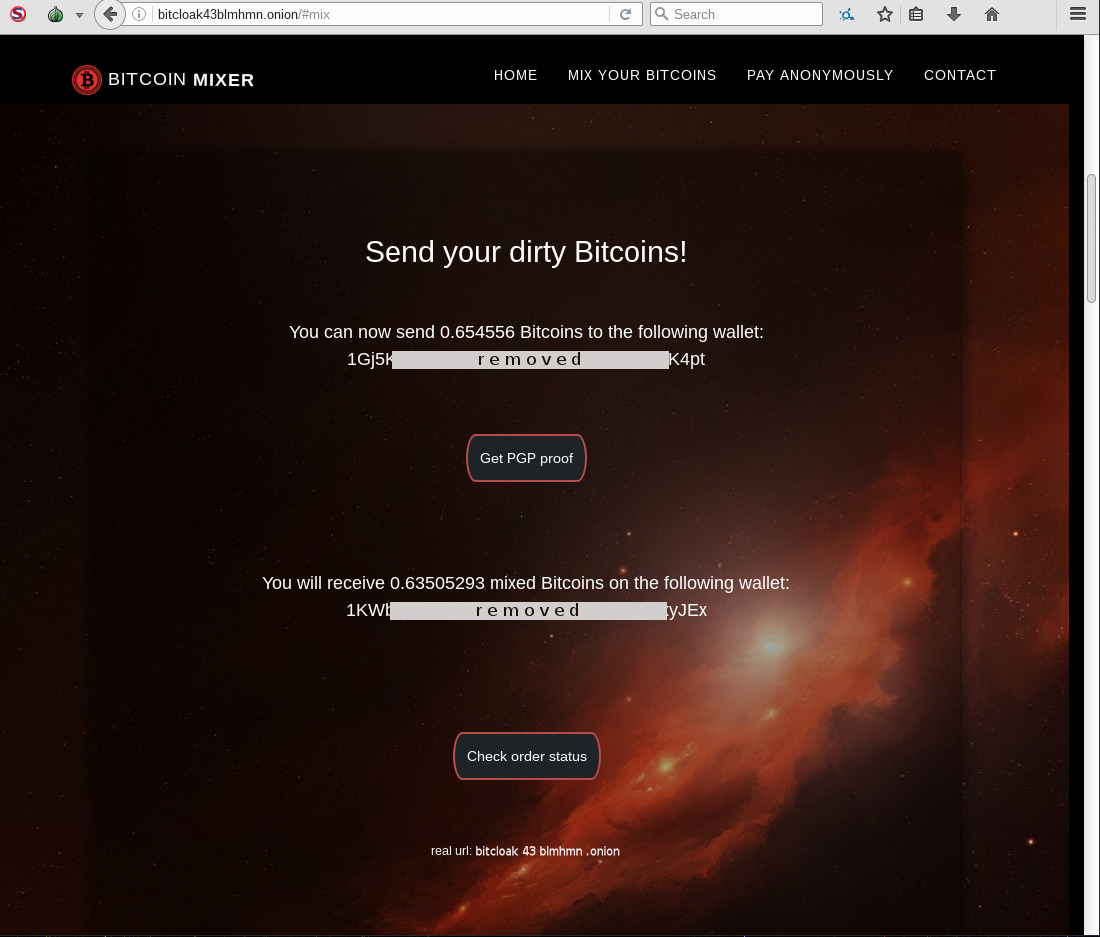 bitcloak43blmhmn.onion/#mix
Search
BITCOIN MIXER
HOME MIX YOUR BITCOINS PAY ANONYMOUSLY CONTACT
Send your dirty Bitcoins!
You can now send 0.654556 Bitcoins to the following wallet:
1Gj5K removed K4pt
Get PGP proof
You will receive 0.63505293 mixed Bitcoins on the following wallet:
1KWb removed yJEx
Check order status
real url: bitcloak 43 blmhmn .onion